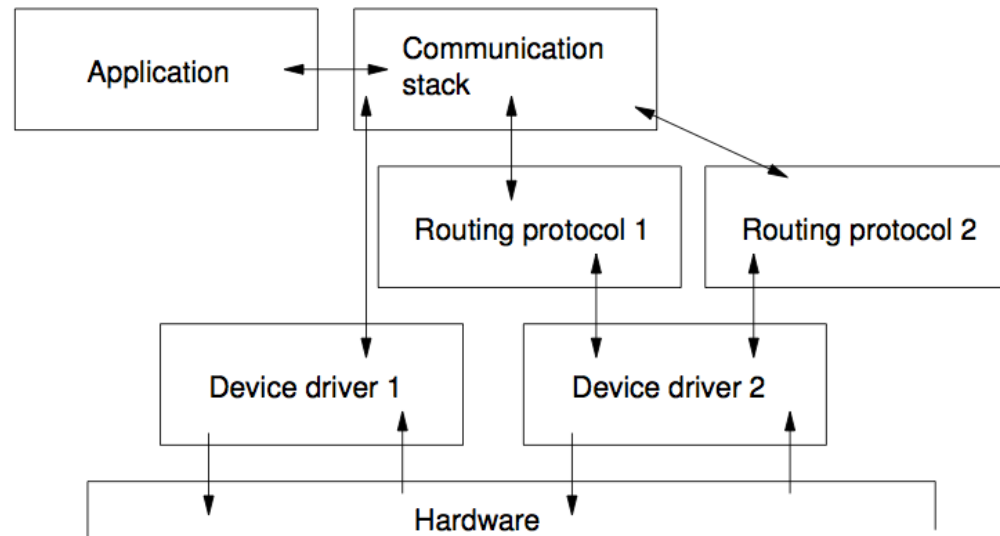 Application
Communication
stack
Routing protocol 1
Routing protocol 2
Device driver 1
Device driver 2
Hardware